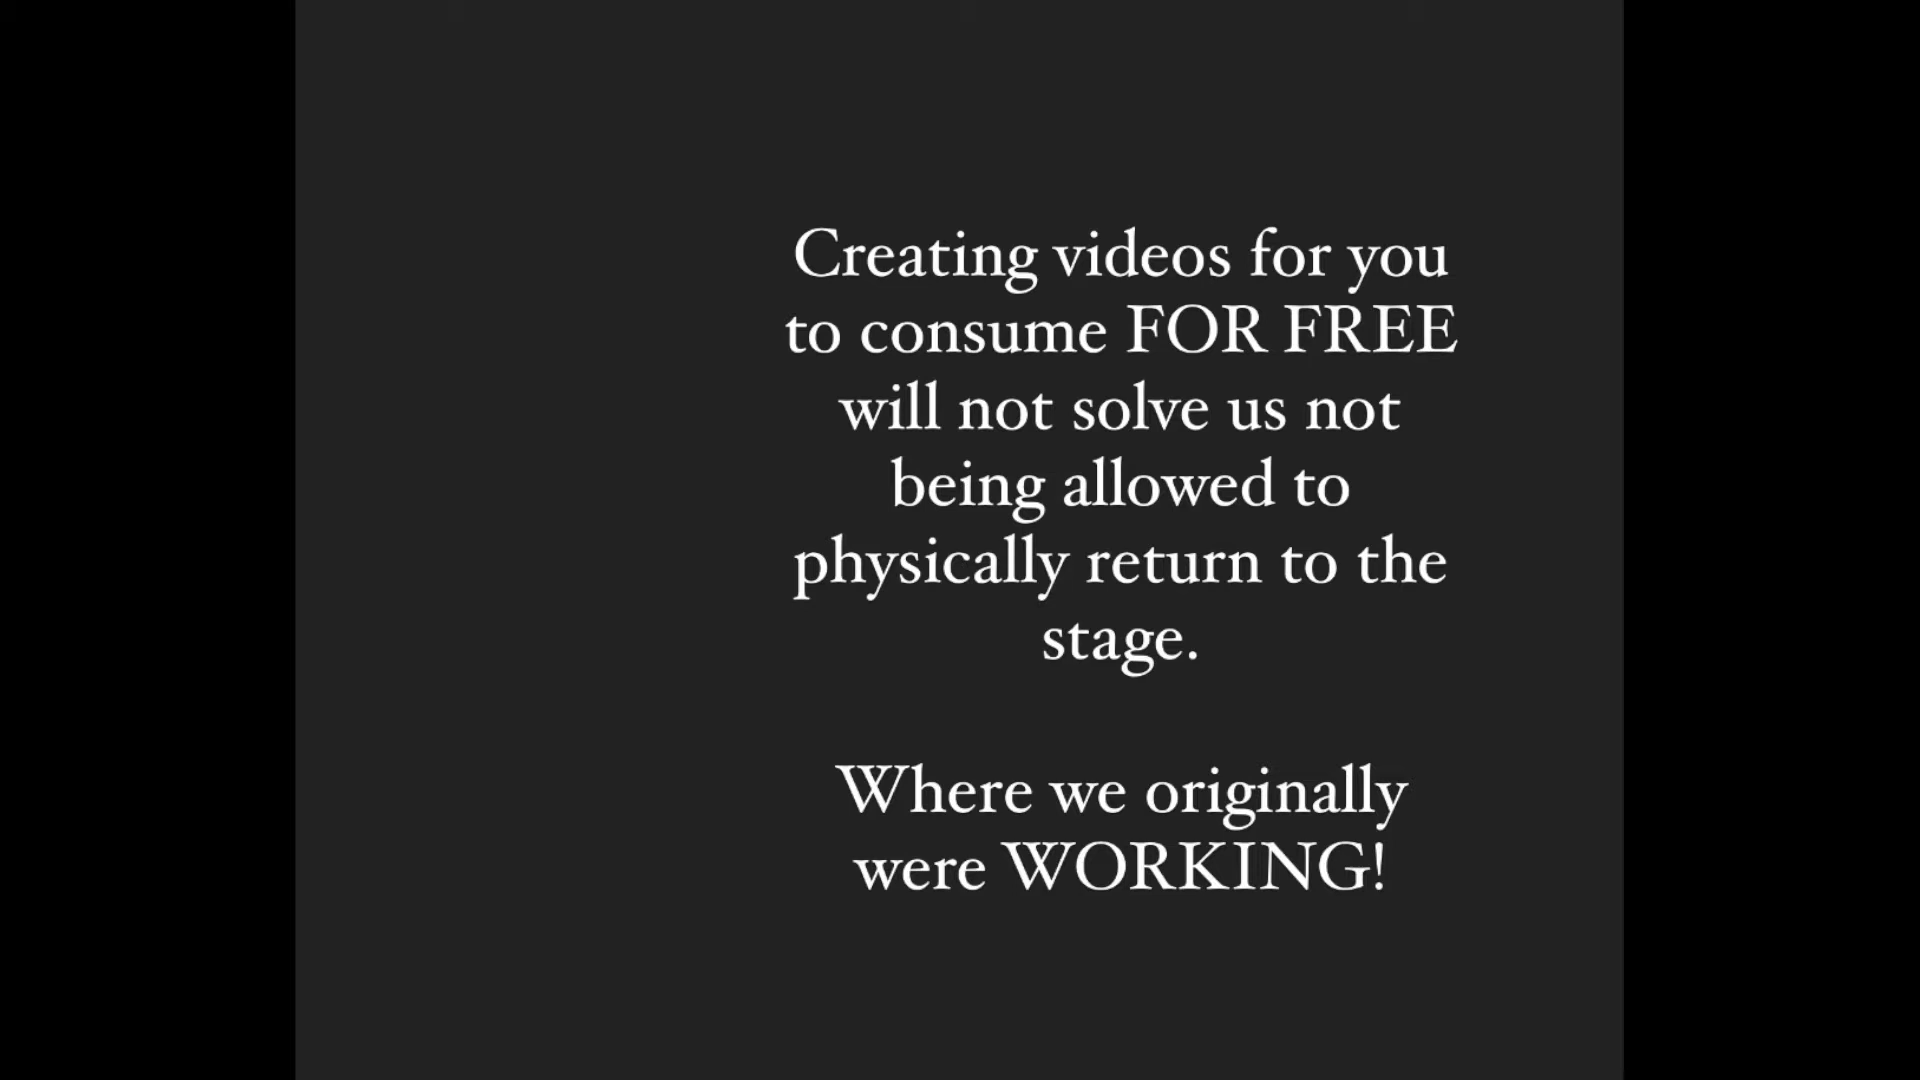 Creating videos for you
to consume FOR FREE
will not solve us not
being allowed to
physically return to the
stage.
Where we originally
were WORKING!